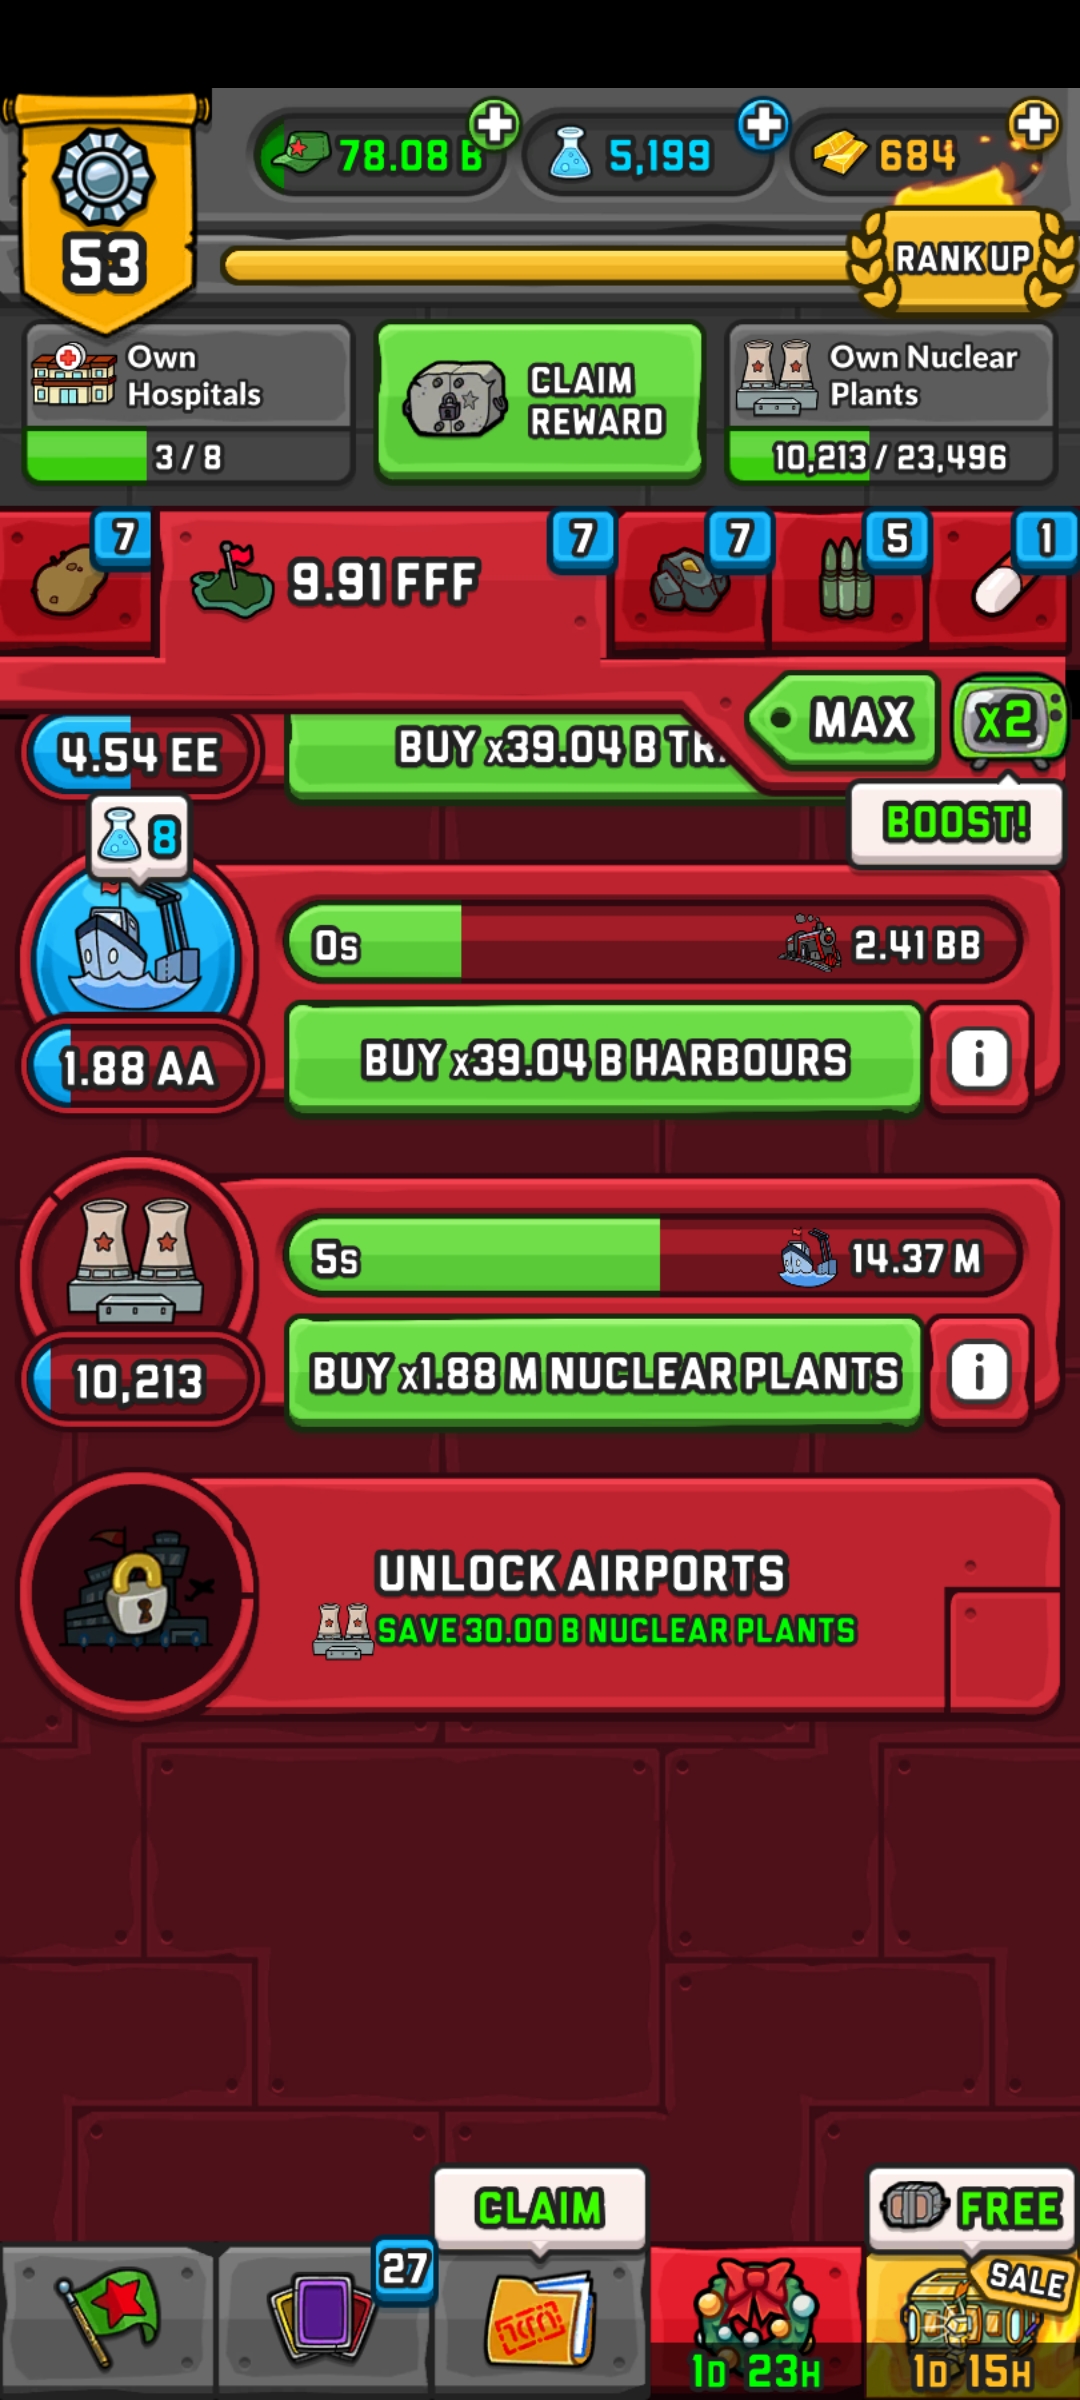 78.08 B
5,199
684
53
RANK UP
Own
Hospitals
3 / 8
CLAIM
REWARD
Own Nuclear
Plants
10,213 / 23,496
7
9.91 FFF
7
7
5
1
MAX
x2
4.54 EE
BUY x39.04 B TR.
BOOST!
8
0s
2.41 BB
1.88 AA
BUY x39.04 B HARBOURS
i
5s
14.37 M
10,213
BUY x1.88 M NUCLEAR PLANTS
i
UNLOCK AIRPORTS
SAVE 30.00 B NUCLEAR PLANTS
CLAIM
FREE
27
SALE
1D 23H
1D 15H